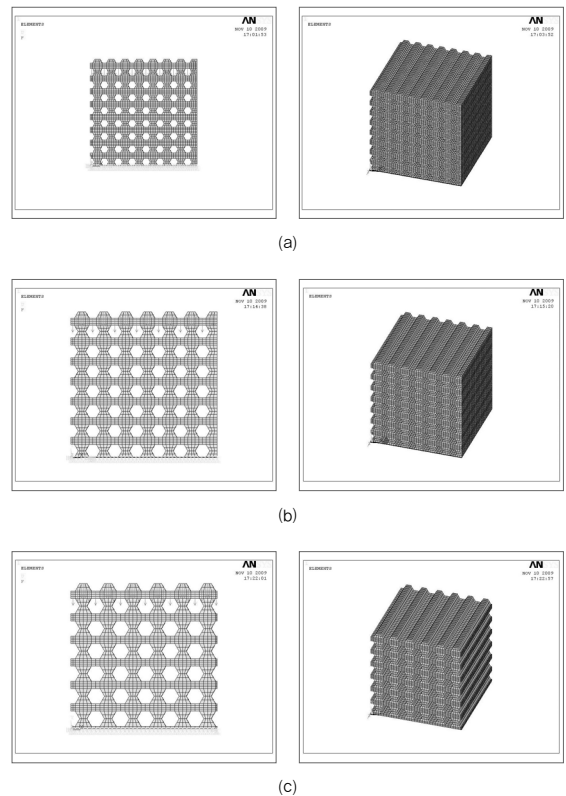 ELEMENTS
AN
NOV 10 2009
17:01:53
ELEMENTS
AN
NOV 10 2009
17:03:32
(a)
ELEMENTS
AN
NOV 10 2009
17:14:38
ELEMENTS
AN
NOV 10 2009
17:15:20
(b)
ELEMENTS
AN
NOV 10 2009
17:22:01
ELEMENTS
AN
NOV 10 2009
17:22:57
(c)